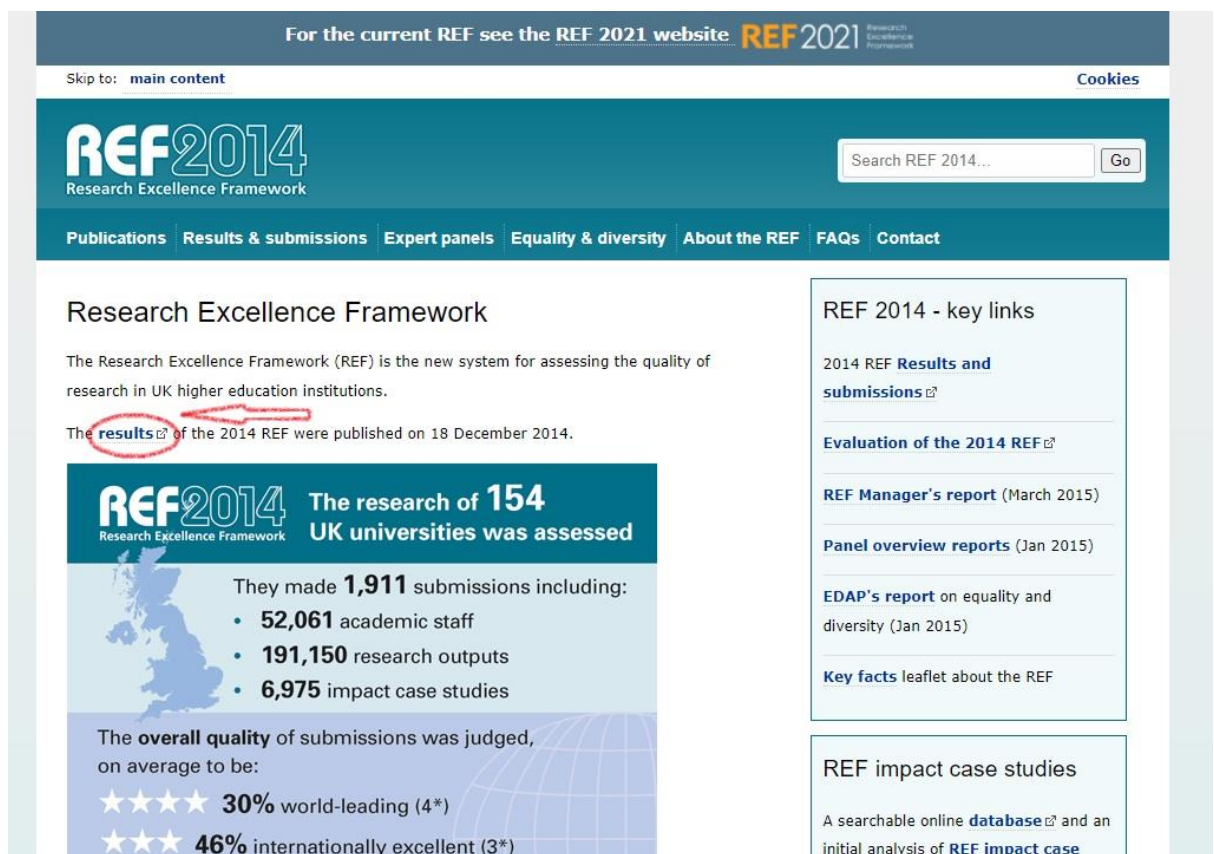 For the current REF see the REF 2021 website REF2021 Research
Excellence
Framework
Skip to: main content
Cookies
REF2014
Research Excellence Framework
Search REF 2014...
Go
Publications Results & submissions Expert panels Equality & diversity About the REF FAQs Contact
Research Excellence Framework
The Research Excellence Framework (REF) is the new system for assessing the quality of
research in UK higher education institutions.
The results of the 2014 REF were published on 18 December 2014.
REF2014
Research Excellence Framework
The research of 154
UK universities was assessed
They made 1,911 submissions including:
• 52,061 academic staff
• 191,150 research outputs
• 6,975 impact case studies
The overall quality of submissions was judged,
on average to be:
30% world-leading (4*)
46% internationally excellent (3*)
REF 2014 - key links
2014 REF Results and
submissions
Evaluation of the 2014 REF
REF Manager's report (March 2015)
Panel overview reports (Jan 2015)
EDAP's report on equality and
diversity (Jan 2015)
Key facts leaflet about the REF
REF impact case studies
A searchable online database and an
initial analysis of REF impact case